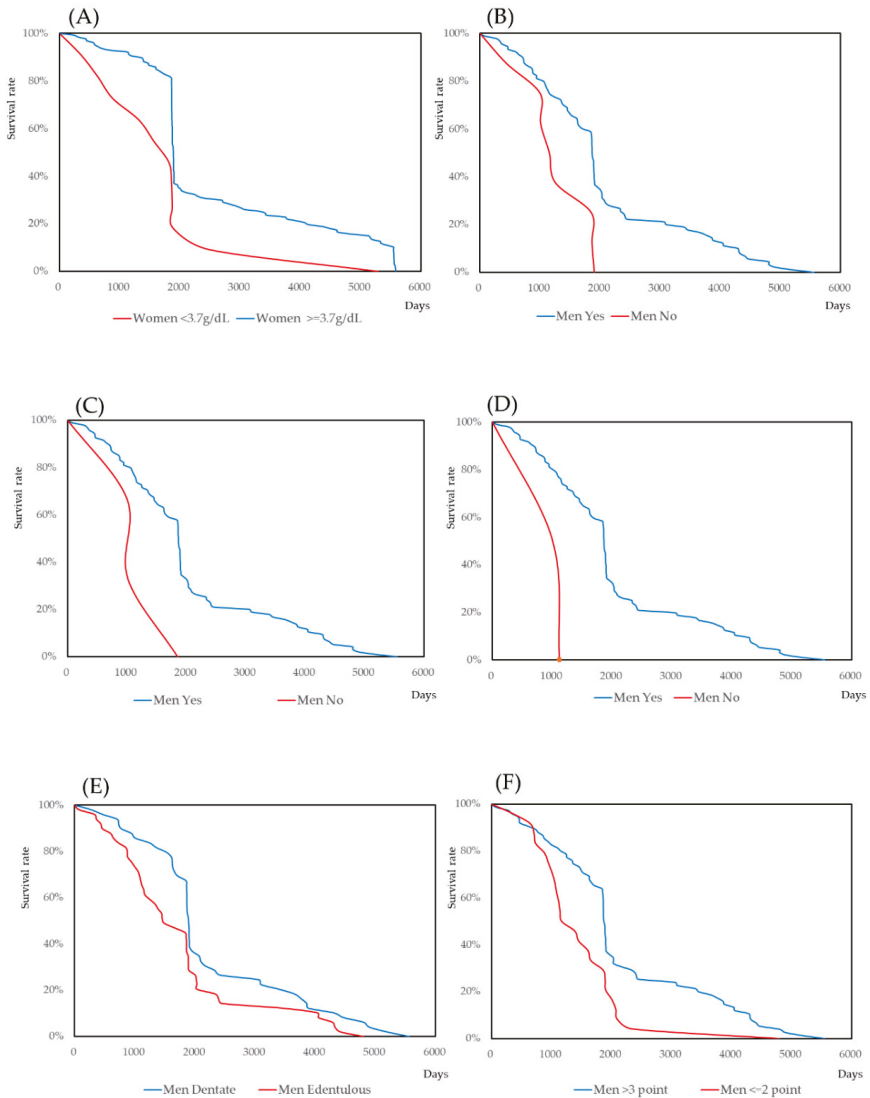 (A)
Survival rate
100%
80%
60%
40%
20%
0%
0 1000 2000 3000 4000 5000 6000
Days
Women <3.7g/dL Women >=3.7g/dL
(B)
Survival rate
100%
80%
60%
40%
20%
0%
0 1000 2000 3000 4000 5000 6000
Days
Men Yes Men No
(C)
Survival rate
100%
80%
60%
40%
20%
0%
0 1000 2000 3000 4000 5000 6000
Days
Men Yes Men No
(D)
Survival rate
100%
80%
60%
40%
20%
0%
0 1000 2000 3000 4000 5000 6000
Days
Men Yes Men No
(E)
Survival rate
100%
80%
60%
40%
20%
0%
0 1000 2000 3000 4000 5000 6000
Days
Men Dentate Men Edentulous
(F)
Survival rate
100%
80%
60%
40%
20%
0%
0 1000 2000 3000 4000 5000 6000
Days
Men >3 point Men <=2 point